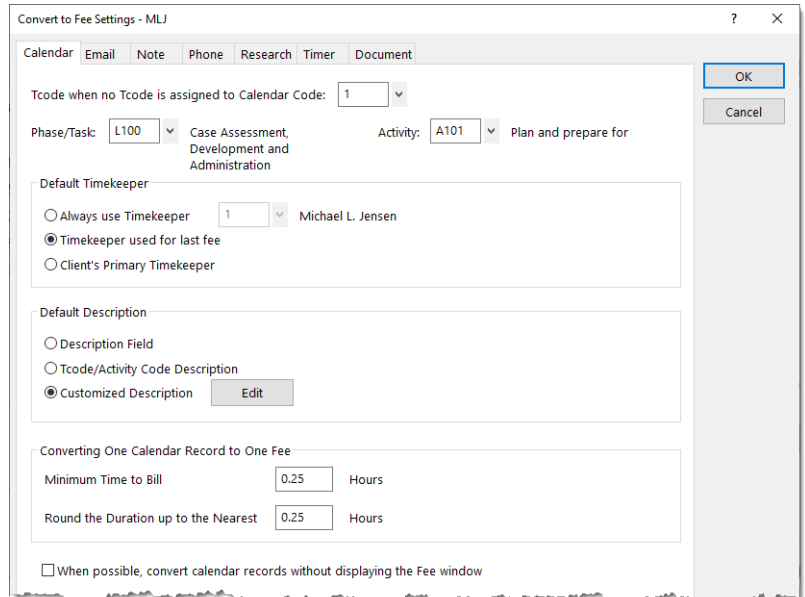 Convert to Fee Settings - MLJ ? ×
Calendar Email Note Phone Research Timer Document
OK
Cancel
Tcode when no Tcode is assigned to Calendar Code: 1
Phase/Task: L100 Case Assessment, Activity: A101 Plan and prepare for
Development and
Administration
Default Timekeeper
Always use Timekeeper 1 Michael L. Jensen
Timekeeper used for last fee
Client's Primary Timekeeper
Default Description
Description Field
Tcode/Activity Code Description
Customized Description Edit
Converting One Calendar Record to One Fee
Minimum Time to Bill 0.25 Hours
Round the Duration up to the Nearest 0.25 Hours
When possible, convert calendar records without displaying the Fee window